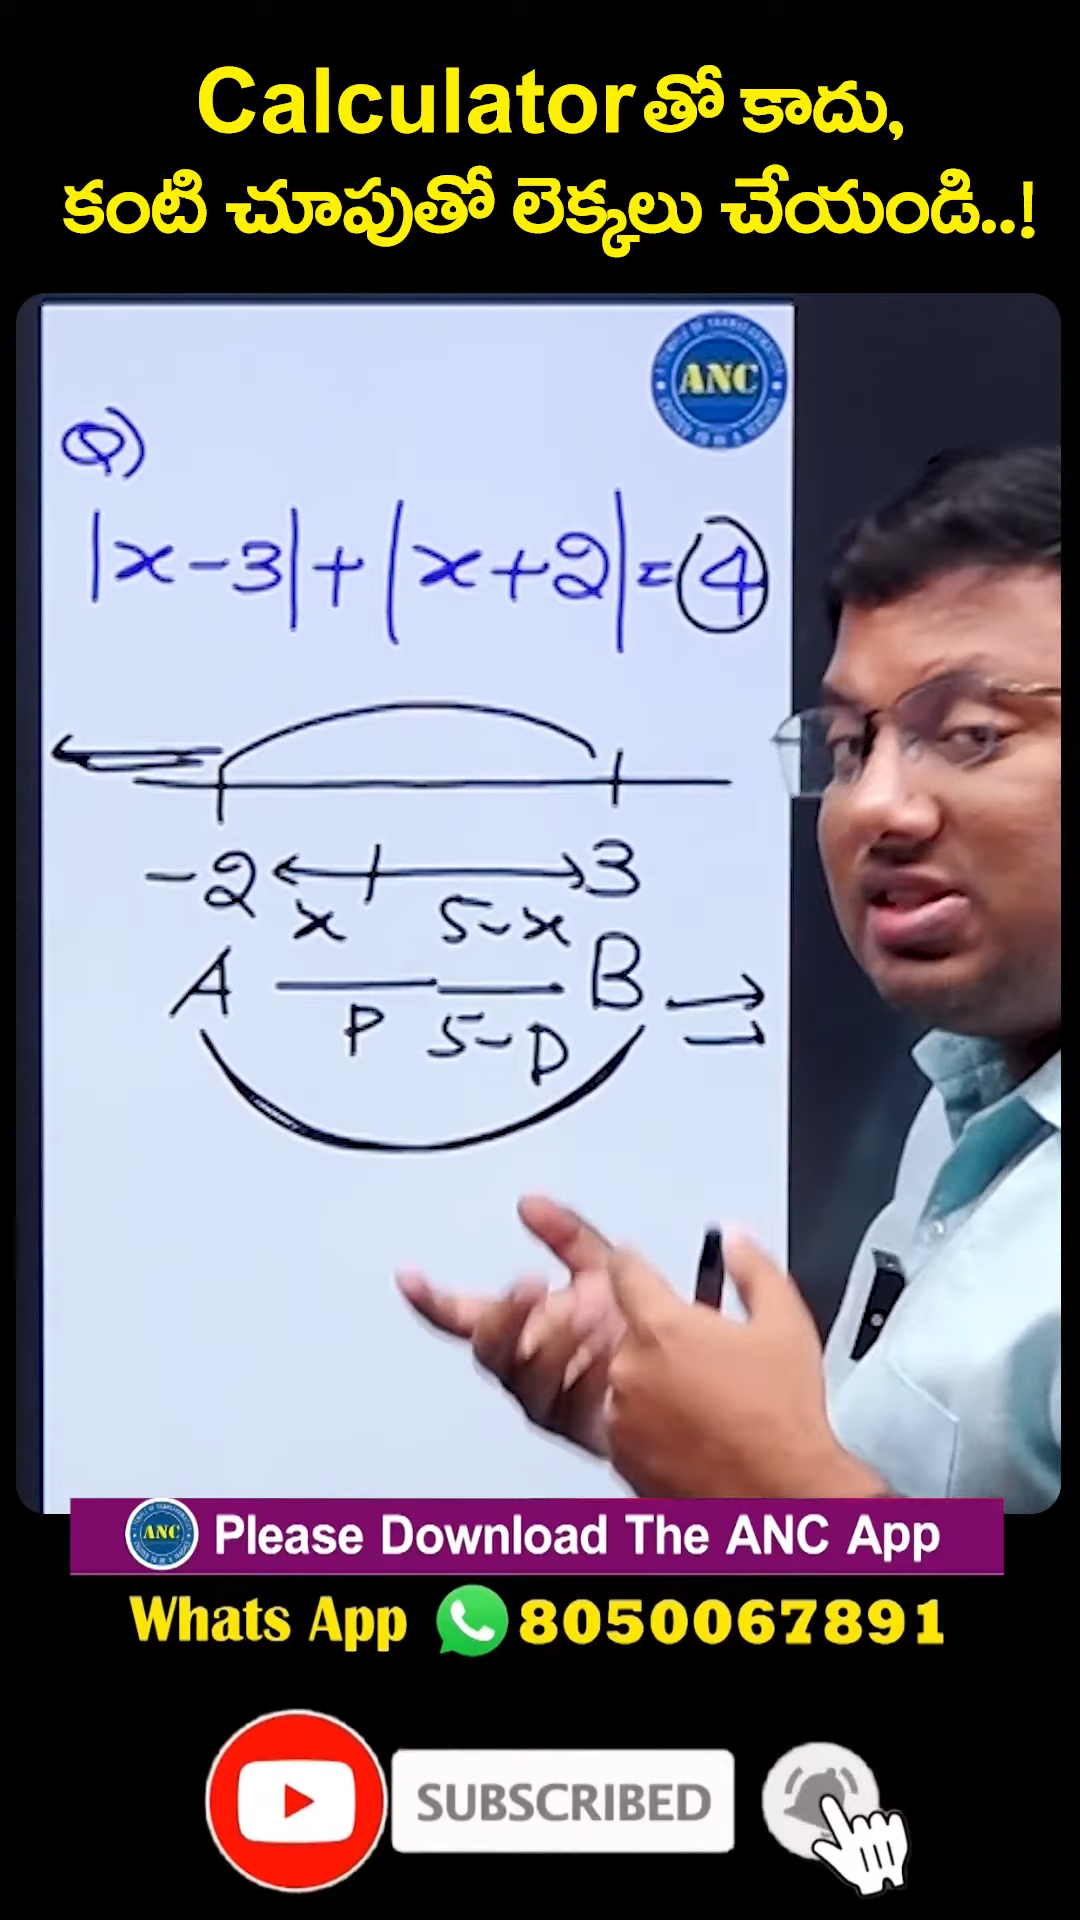 Calculatorతో కాదు,
కంటి చూపుతో లెక్కలు చేయండి..!
ANC
Q)
|x-3|+|x+2|=4
-2 3
x 5-x
A B
P 5-P
ANC Please Download The ANC App
Whats App 8050067891
SUBSCRIBED